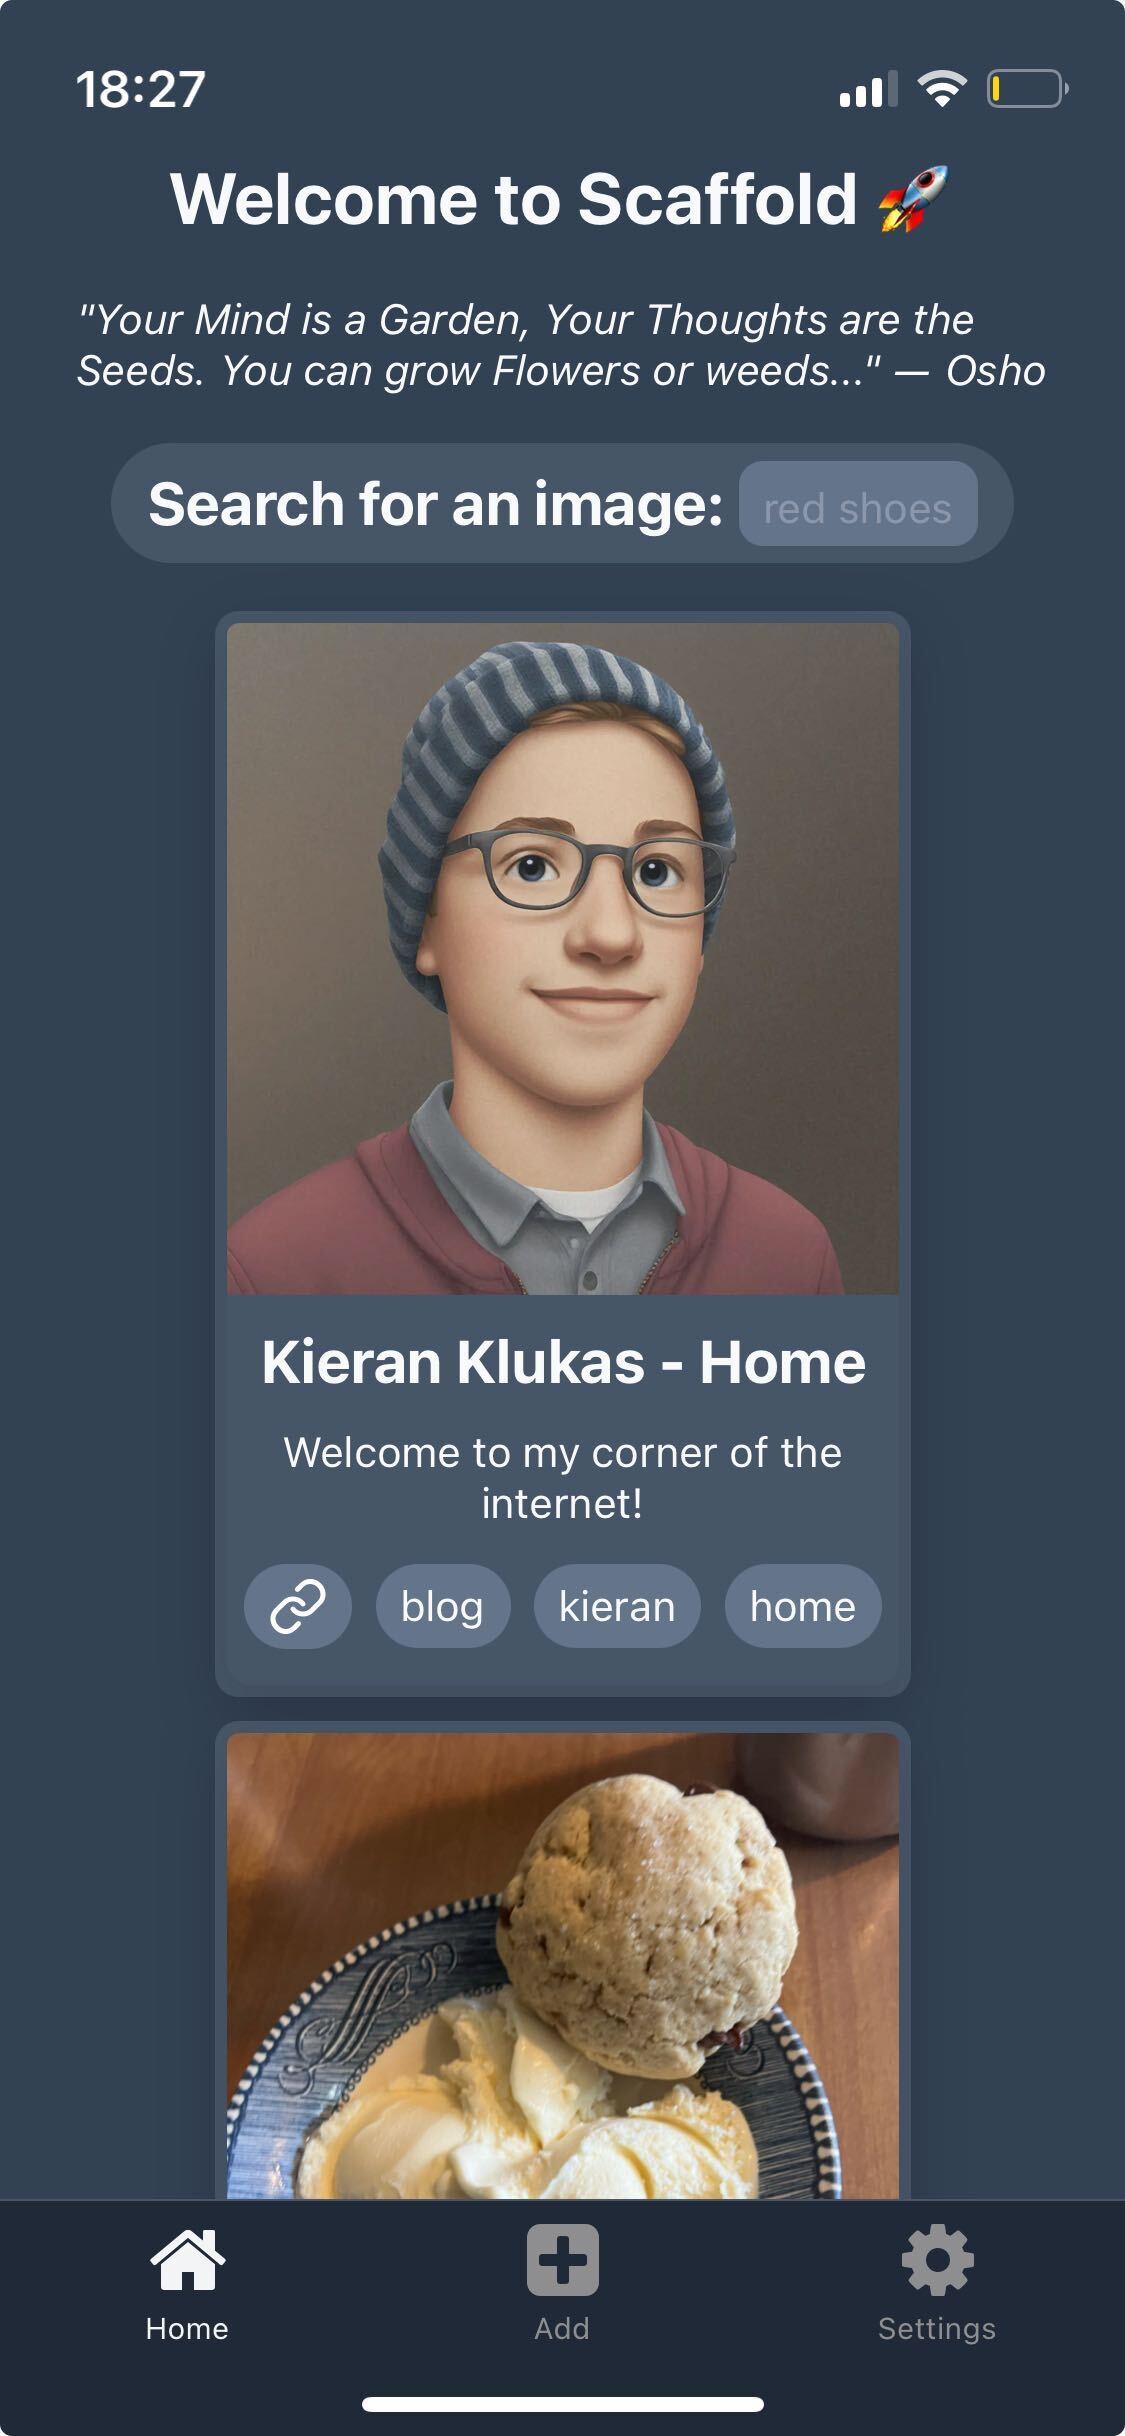 18:27
Welcome to Scaffold 🚀
"Your Mind is a Garden, Your Thoughts are the
Seeds. You can grow Flowers or weeds..." — Osho
Search for an image: red shoes
Kieran Klukas - Home
Welcome to my corner of the
internet!
blog kieran home
Home Add Settings